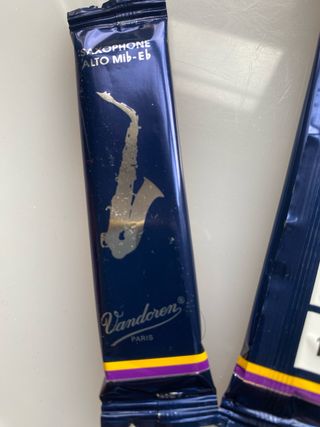 SAXOPHONE
ALTO Mib-Eb
Vandoren®
PARIS